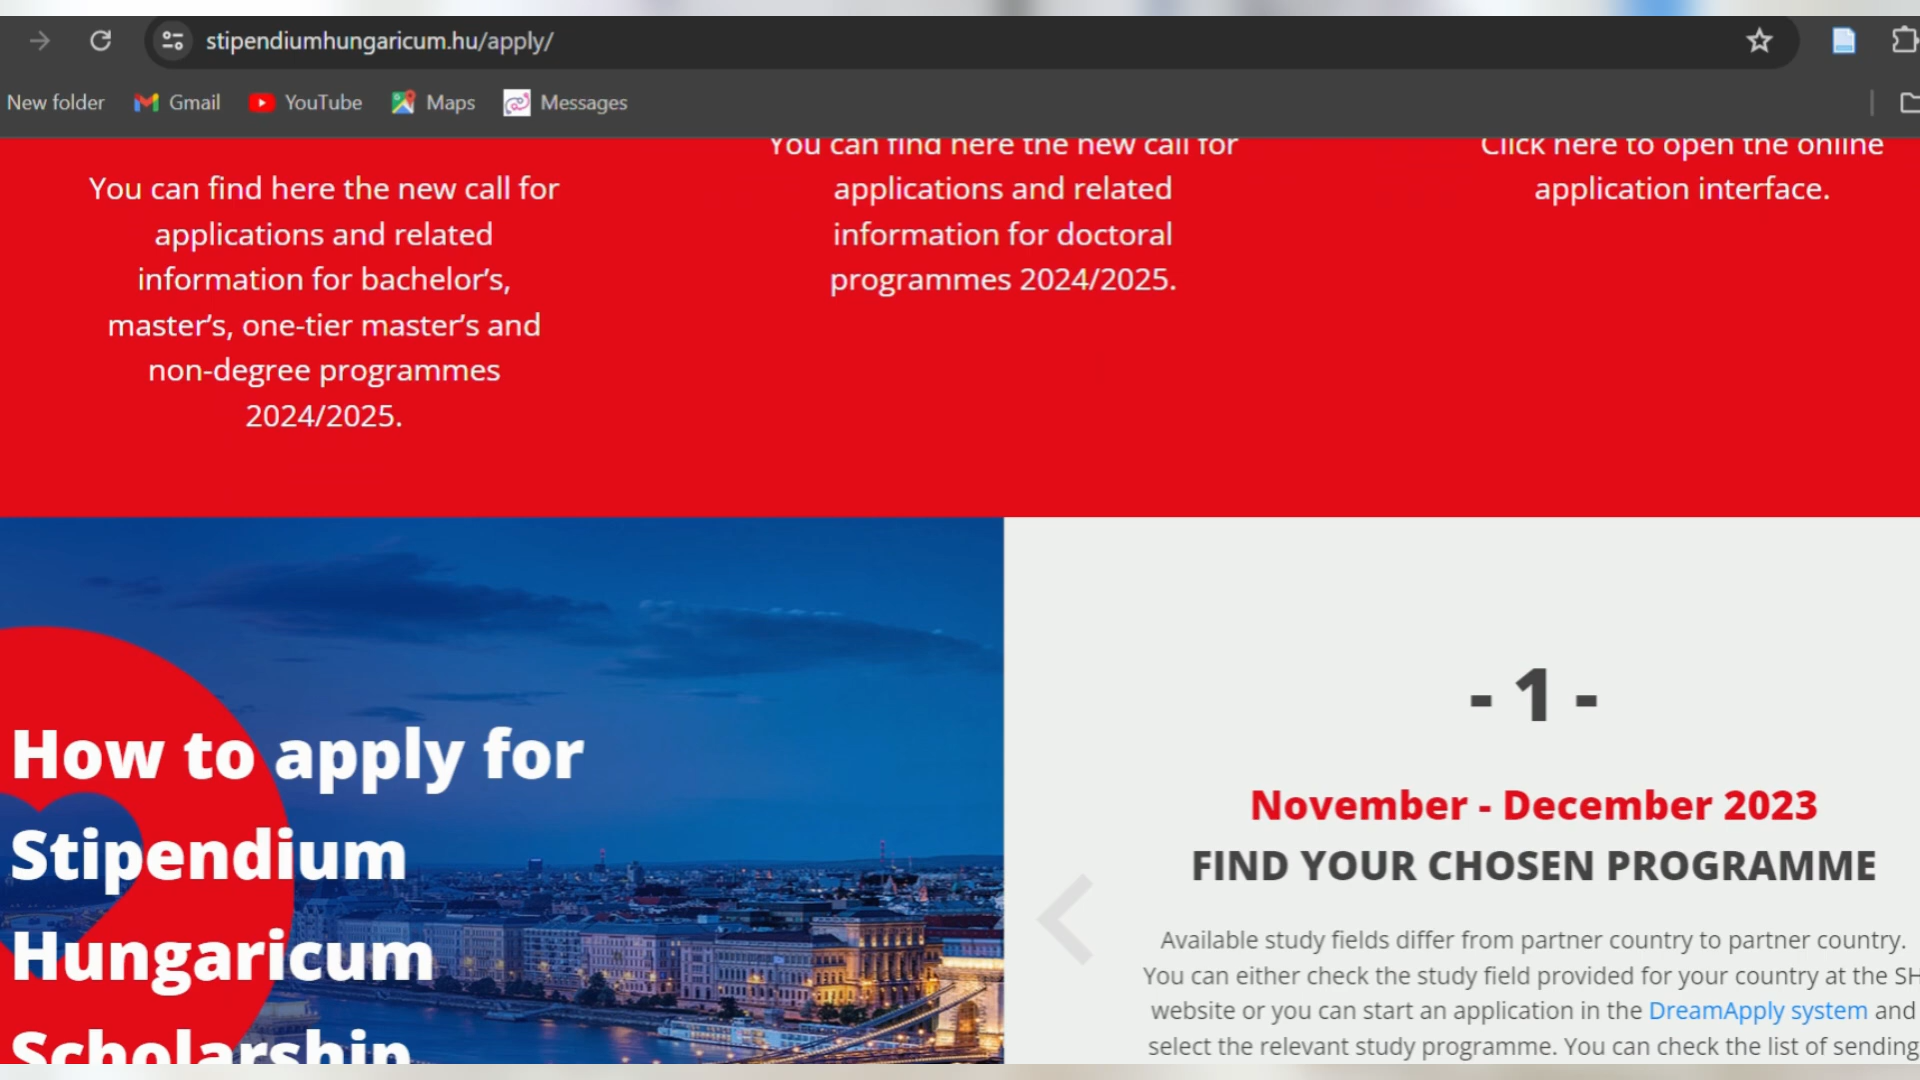 stipendiumhungaricum.hu/apply/
New folder
Gmail
YouTube
Maps
Messages
You can find here the new call for
applications and related
information for bachelor's,
master's, one-tier master's and
non-degree programmes
2024/2025.
You can find here the new call for
applications and related
information for doctoral
programmes 2024/2025.
Click here to open the online
application interface.
How to apply for
Stipendium
Hungaricum
Scholarship
- 1 -
November - December 2023
FIND YOUR CHOSEN PROGRAMME
Available study fields differ from partner country to partner country.
You can either check the study field provided for your country at the SH
website or you can start an application in the DreamApply system and
select the relevant study programme. You can check the list of sending